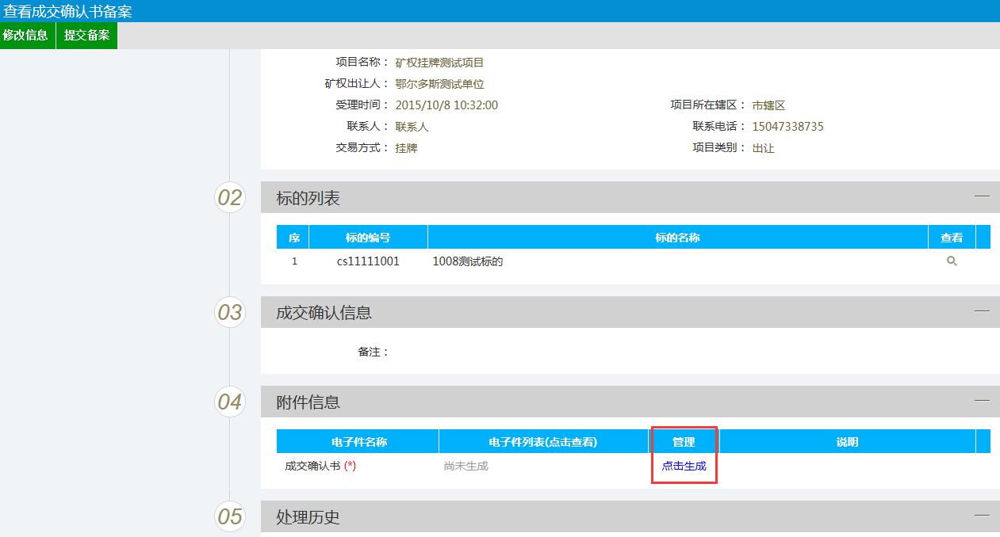 查看成交确认书备案
修改信息 提交备案
项目名称： 矿权挂牌测试项目
矿权出让人： 鄂尔多斯测试单位
受理时间： 2015/10/8 10:32:00 项目所在辖区： 市辖区
联系人： 联系人 联系电话： 15047338735
交易方式： 挂牌 项目类别： 出让
02 标的列表
序 标的编号 标的名称 查看
1 cs11111001 1008测试标的
03 成交确认信息
备注：
04 附件信息
电子件名称 电子件列表(点击查看) 管理 说明
成交确认书 (*) 尚未生成 点击生成
05 处理历史